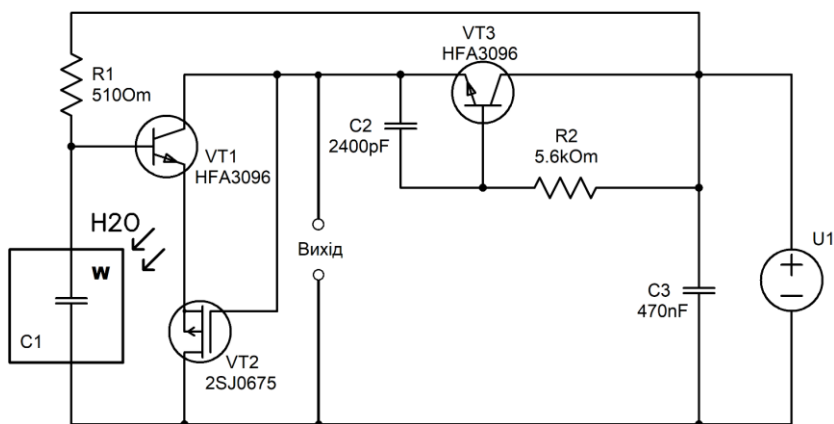 VT3
HFA3096
R1
510Om
C2
2400pF
R2
5.6kOm
VT1
HFA3096
H2O
W
C1
Вихід
U1
+
−
C3
470nF
VT2
2SJ0675